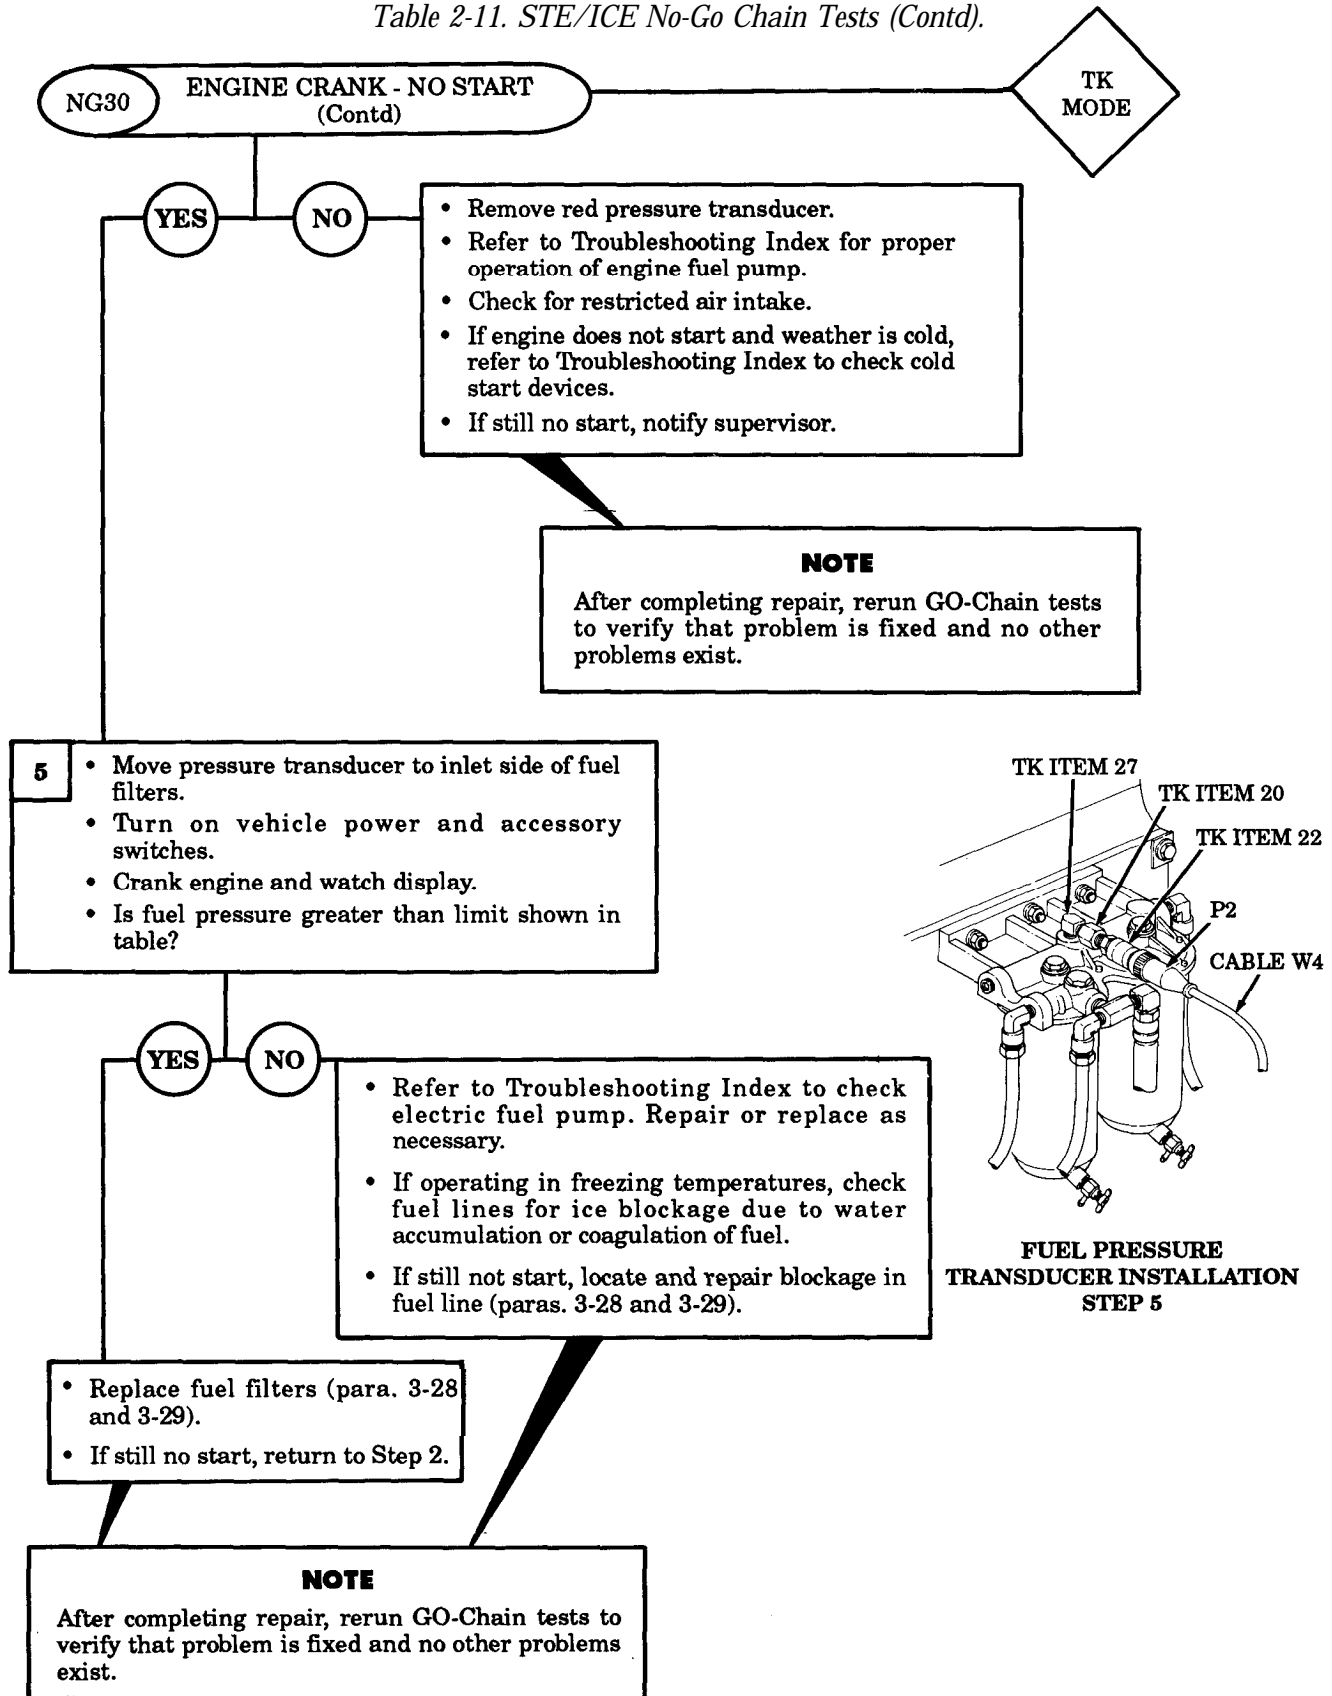 Table 2-11. STE/ICE No-Go Chain Tests (Contd).
NG30
ENGINE CRANK - NO START
(Contd)
TK
MODE
YES
NO
• Remove red pressure transducer.
• Refer to Troubleshooting Index for proper
operation of engine fuel pump.
• Check for restricted air intake.
• If engine does not start and weather is cold,
refer to Troubleshooting Index to check cold
start devices.
• If still no start, notify supervisor.
NOTE
After completing repair, rerun GO-Chain tests
to verify that problem is fixed and no other
problems exist.
5
• Move pressure transducer to inlet side of fuel
filters.
• Turn on vehicle power and accessory
switches.
• Crank engine and watch display.
• Is fuel pressure greater than limit shown in
table?
TK ITEM 27
TK ITEM 20
TK ITEM 22
P2
CABLE W4
FUEL PRESSURE
TRANSDUCER INSTALLATION
STEP 5
YES
NO
• Refer to Troubleshooting Index to check
electric fuel pump. Repair or replace as
necessary.
• If operating in freezing temperatures, check
fuel lines for ice blockage due to water
accumulation or coagulation of fuel.
• If still not start, locate and repair blockage in
fuel line (paras. 3-28 and 3-29).
• Replace fuel filters (para. 3-28
and 3-29).
• If still no start, return to Step 2.
NOTE
After completing repair, rerun GO-Chain tests to
verify that problem is fixed and no other problems
exist.